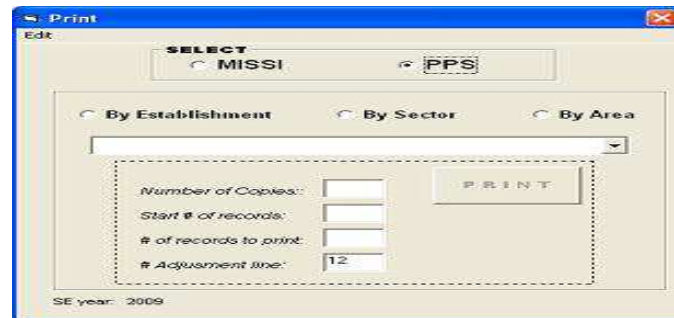 Print
Edit
SELECT
MISSI PPS
By Establishment By Sector By Area
Number of Copies::
PRINT
Start # of records:
# of records to print:
# Adjusment line: 12
SE year: 2009